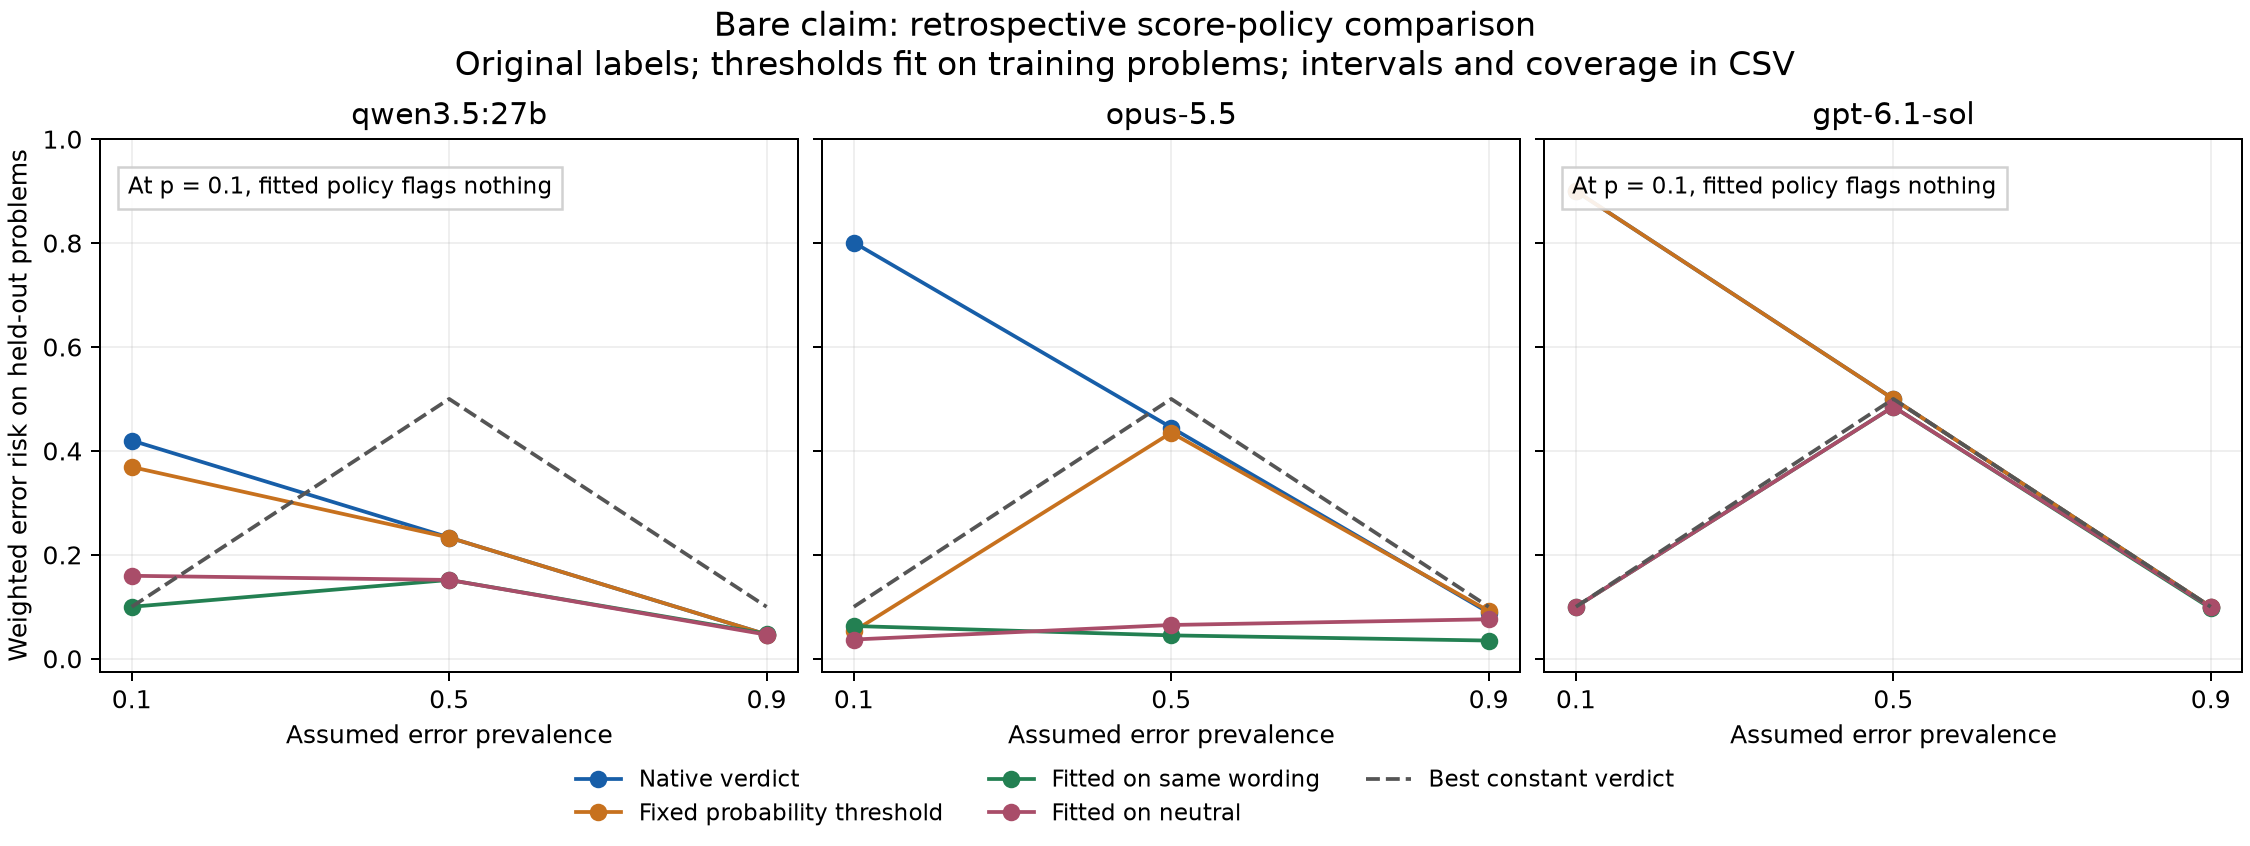 Bare claim: retrospective score-policy comparison
Original labels; thresholds fit on training problems; intervals and coverage in CSV
qwen3.5:27b
opus-5.5
gpt-6.1-sol
Weighted error risk on held-out problems
1.0
0.8
0.6
0.4
0.2
0.0
At p = 0.1, fitted policy flags nothing
At p = 0.1, fitted policy flags nothing
0.1 0.5 0.9
0.1 0.5 0.9
0.1 0.5 0.9
Assumed error prevalence
Assumed error prevalence
Assumed error prevalence
Native verdict
Fixed probability threshold
Fitted on same wording
Fitted on neutral
Best constant verdict